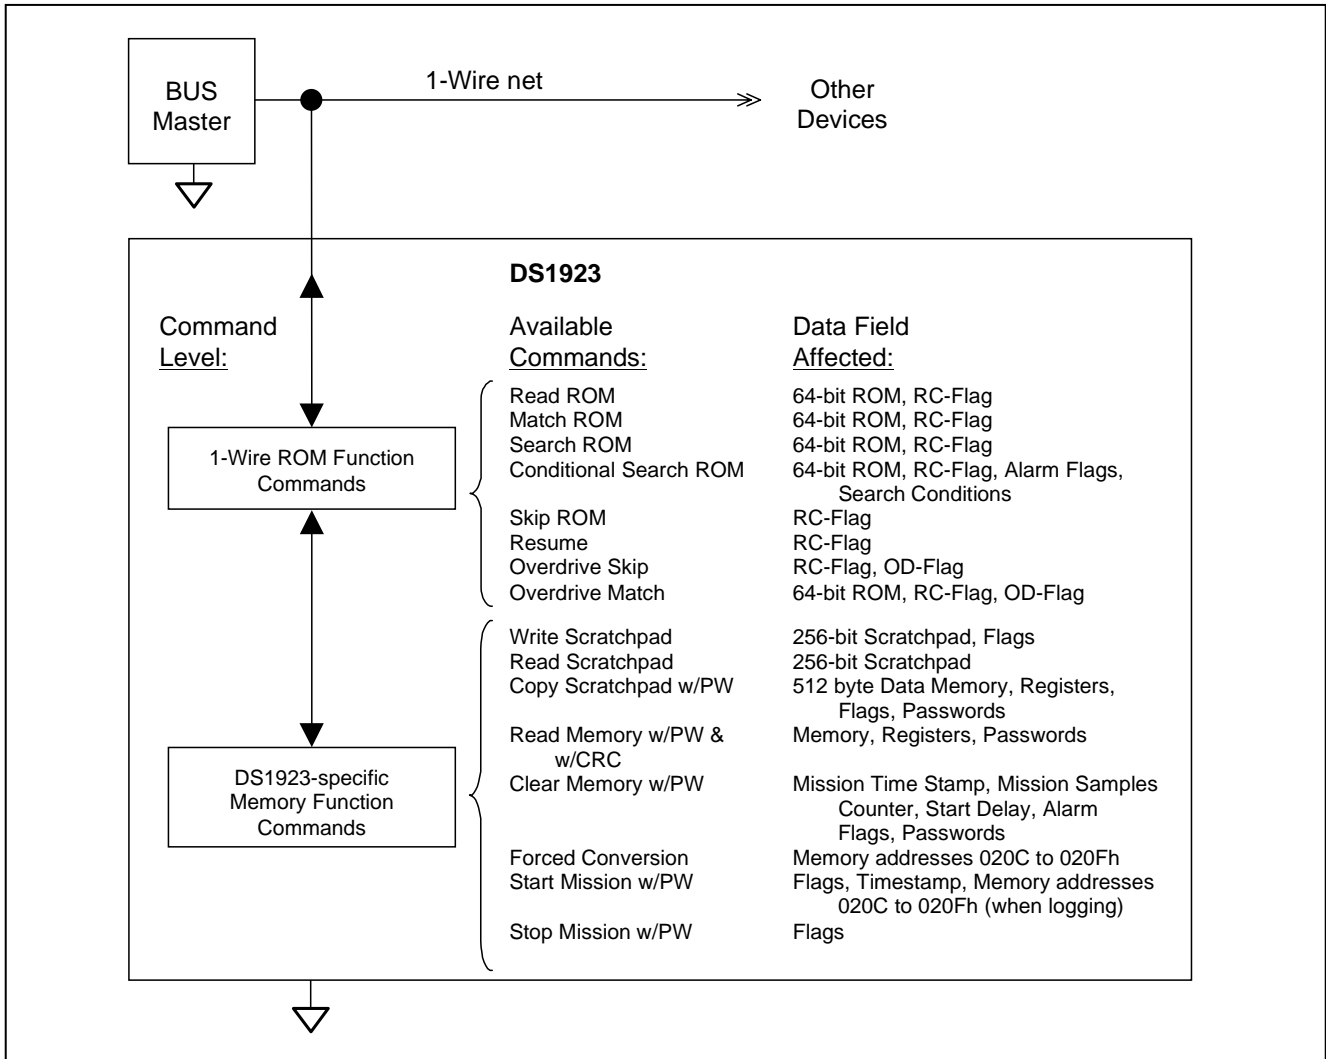 BUS
Master
1-Wire net
Other
Devices
DS1923
Command
Level:
Available
Commands:
Data Field
Affected:
1-Wire ROM Function
Commands
Read ROM 64-bit ROM, RC-Flag
Match ROM 64-bit ROM, RC-Flag
Search ROM 64-bit ROM, RC-Flag
Conditional Search ROM 64-bit ROM, RC-Flag, Alarm Flags,
Search Conditions
Skip ROM RC-Flag
Resume RC-Flag
Overdrive Skip RC-Flag, OD-Flag
Overdrive Match 64-bit ROM, RC-Flag, OD-Flag
DS1923-specific
Memory Function
Commands
Write Scratchpad 256-bit Scratchpad, Flags
Read Scratchpad 256-bit Scratchpad
Copy Scratchpad w/PW 512 byte Data Memory, Registers,
Flags, Passwords
Read Memory w/PW & Memory, Registers, Passwords
w/CRC
Clear Memory w/PW Mission Time Stamp, Mission Samples
Counter, Start Delay, Alarm
Flags, Passwords
Forced Conversion Memory addresses 020C to 020Fh
Start Mission w/PW Flags, Timestamp, Memory addresses
020C to 020Fh (when logging)
Stop Mission w/PW Flags